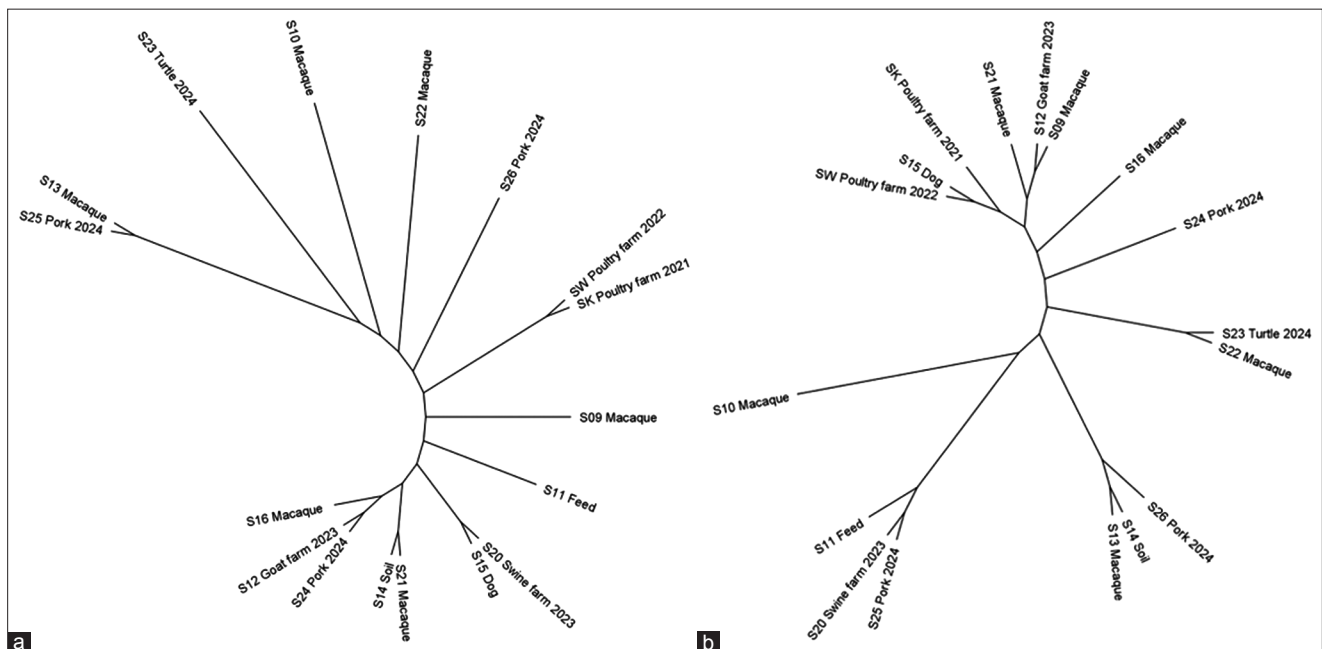 S23 Turtle 2024
S10 Macaque
S22 Macaque
S26 Pork 2024
S13 Macaque
S25 Pork 2024
SW Poultry farm 2022
SK Poultry farm 2021
S09 Macaque
S11 Feed
S16 Macaque
S12 Goat farm 2023
S24 Pork 2024
S14 Soil
S21 Macaque
S15 Dog
S20 Swine farm 2023
a
SK Poultry farm 2021
S21 Macaque
S12 Goat farm 2023
S09 Macaque
S15 Dog
SW Poultry farm 2022
S16 Macaque
S24 Pork 2024
S23 Turtle 2024
S22 Macaque
S10 Macaque
S11 Feed
S20 Swine farm 2023
S25 Pork 2024
S13 Macaque
S14 Soil
S26 Pork 2024
b